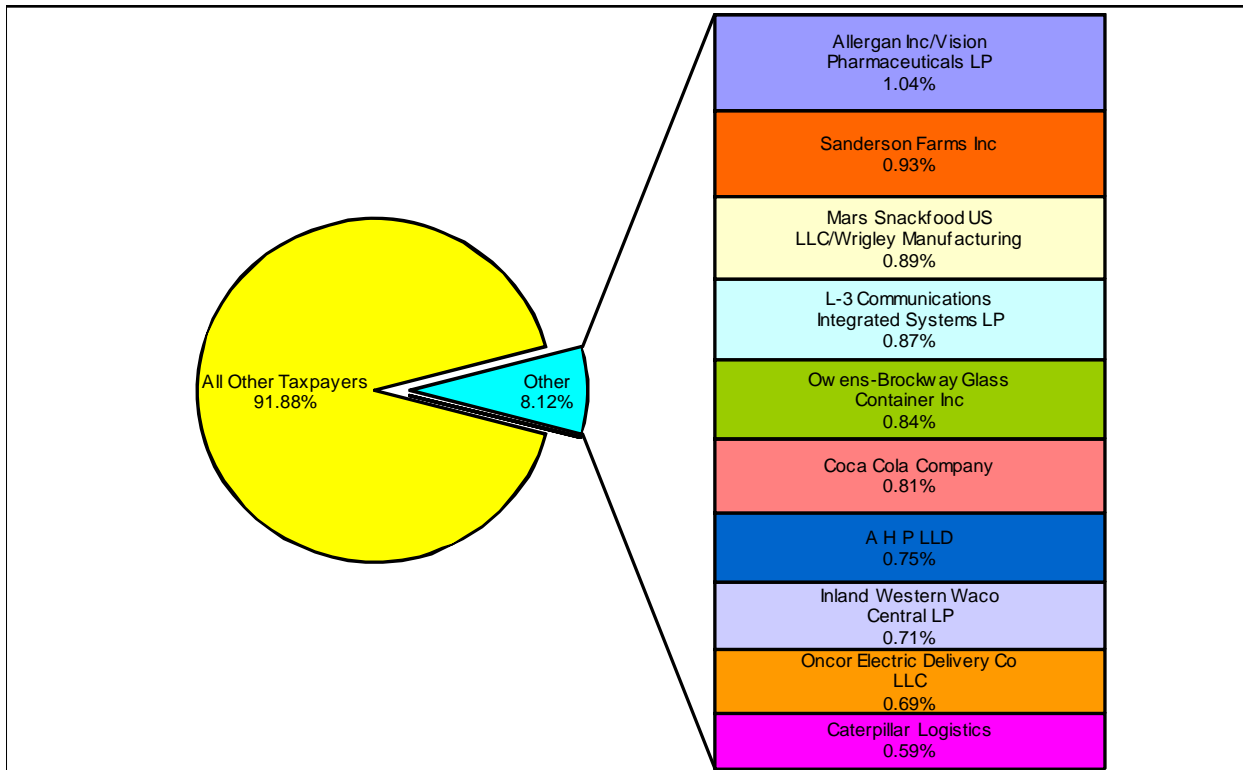 Allergan Inc/Vision
Pharmaceuticals LP
1.04%
Sanderson Farms Inc
0.93%
Mars Snackfood US
LLC/Wrigley Manufacturing
0.89%
L-3 Communications
Integrated Systems LP
0.87%
Owens-Brockway Glass
Container Inc
0.84%
Coca Cola Company
0.81%
A H P LLD
0.75%
Inland Western Waco
Central LP
0.71%
Oncor Electric Delivery Co
LLC
0.69%
Caterpillar Logistics
0.59%
All Other Taxpayers
91.88%
Other
8.12%